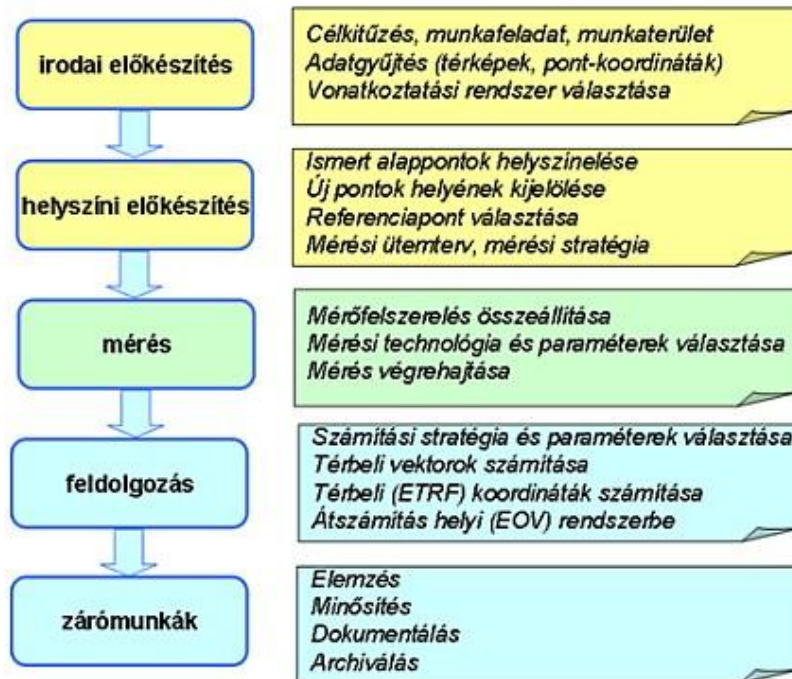 irodai előkészítés
Célkitűzés, munkafeladat, munkaterület
Adatgyűjtés (térképek, pont-koordináták)
Vonatkoztatási rendszer választása
helyszíni előkészítés
Ismert alappontok helyszínelése
Új pontok helyének kijelölése
Referenciapont választása
Mérési ütemterv, mérési stratégia
mérés
Mérőfelszerelés összeállítása
Mérési technológia és paraméterek választása
Mérés végrehajtása
feldolgozás
Számítási stratégia és paraméterek választása
Térbeli vektorok számítása
Térbeli (ETRF) koordináták számítása
Átszámítás helyi (EOV) rendszerbe
zárómunkák
Elemzés
Minősítés
Dokumentálás
Archiválás